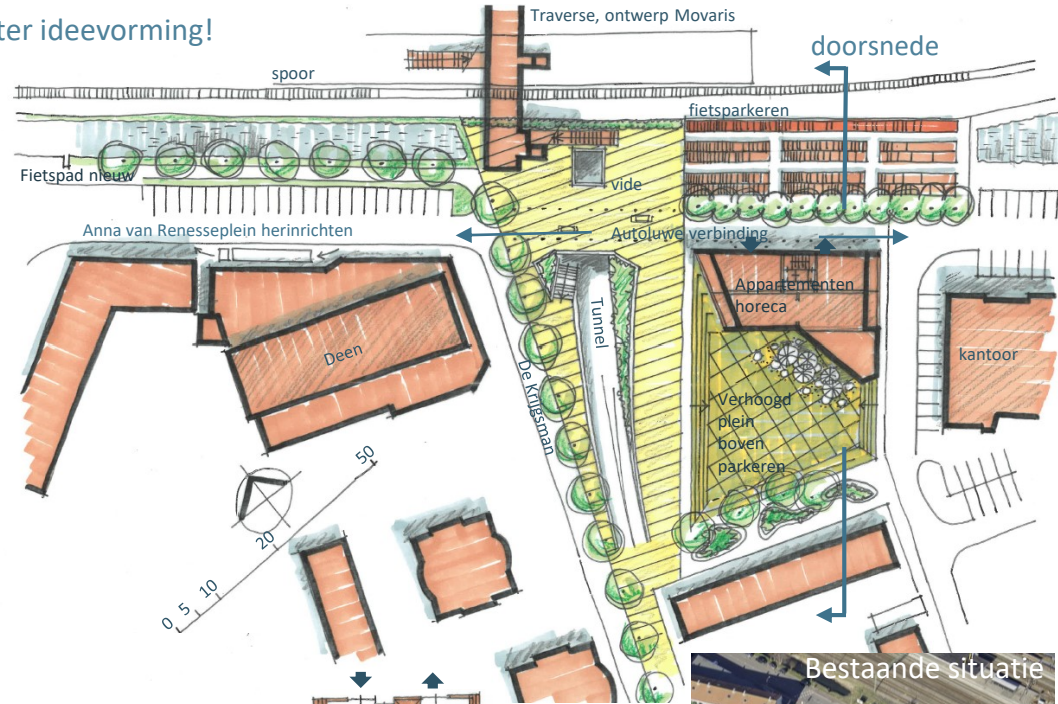 ter ideevorming!
Traverse, ontwerp Movaris
doorsnede
spoor
fietsparkeren
Fietspad nieuw
vide
Anna van Renesseplein herinrichten
Autoluwe verbinding
Appartementen
horeca
Tunnel
Deen
kantoor
De Krijgsman
Verhoogd
plein
boven
parkeren
50
20
10
5
0
Bestaande situatie